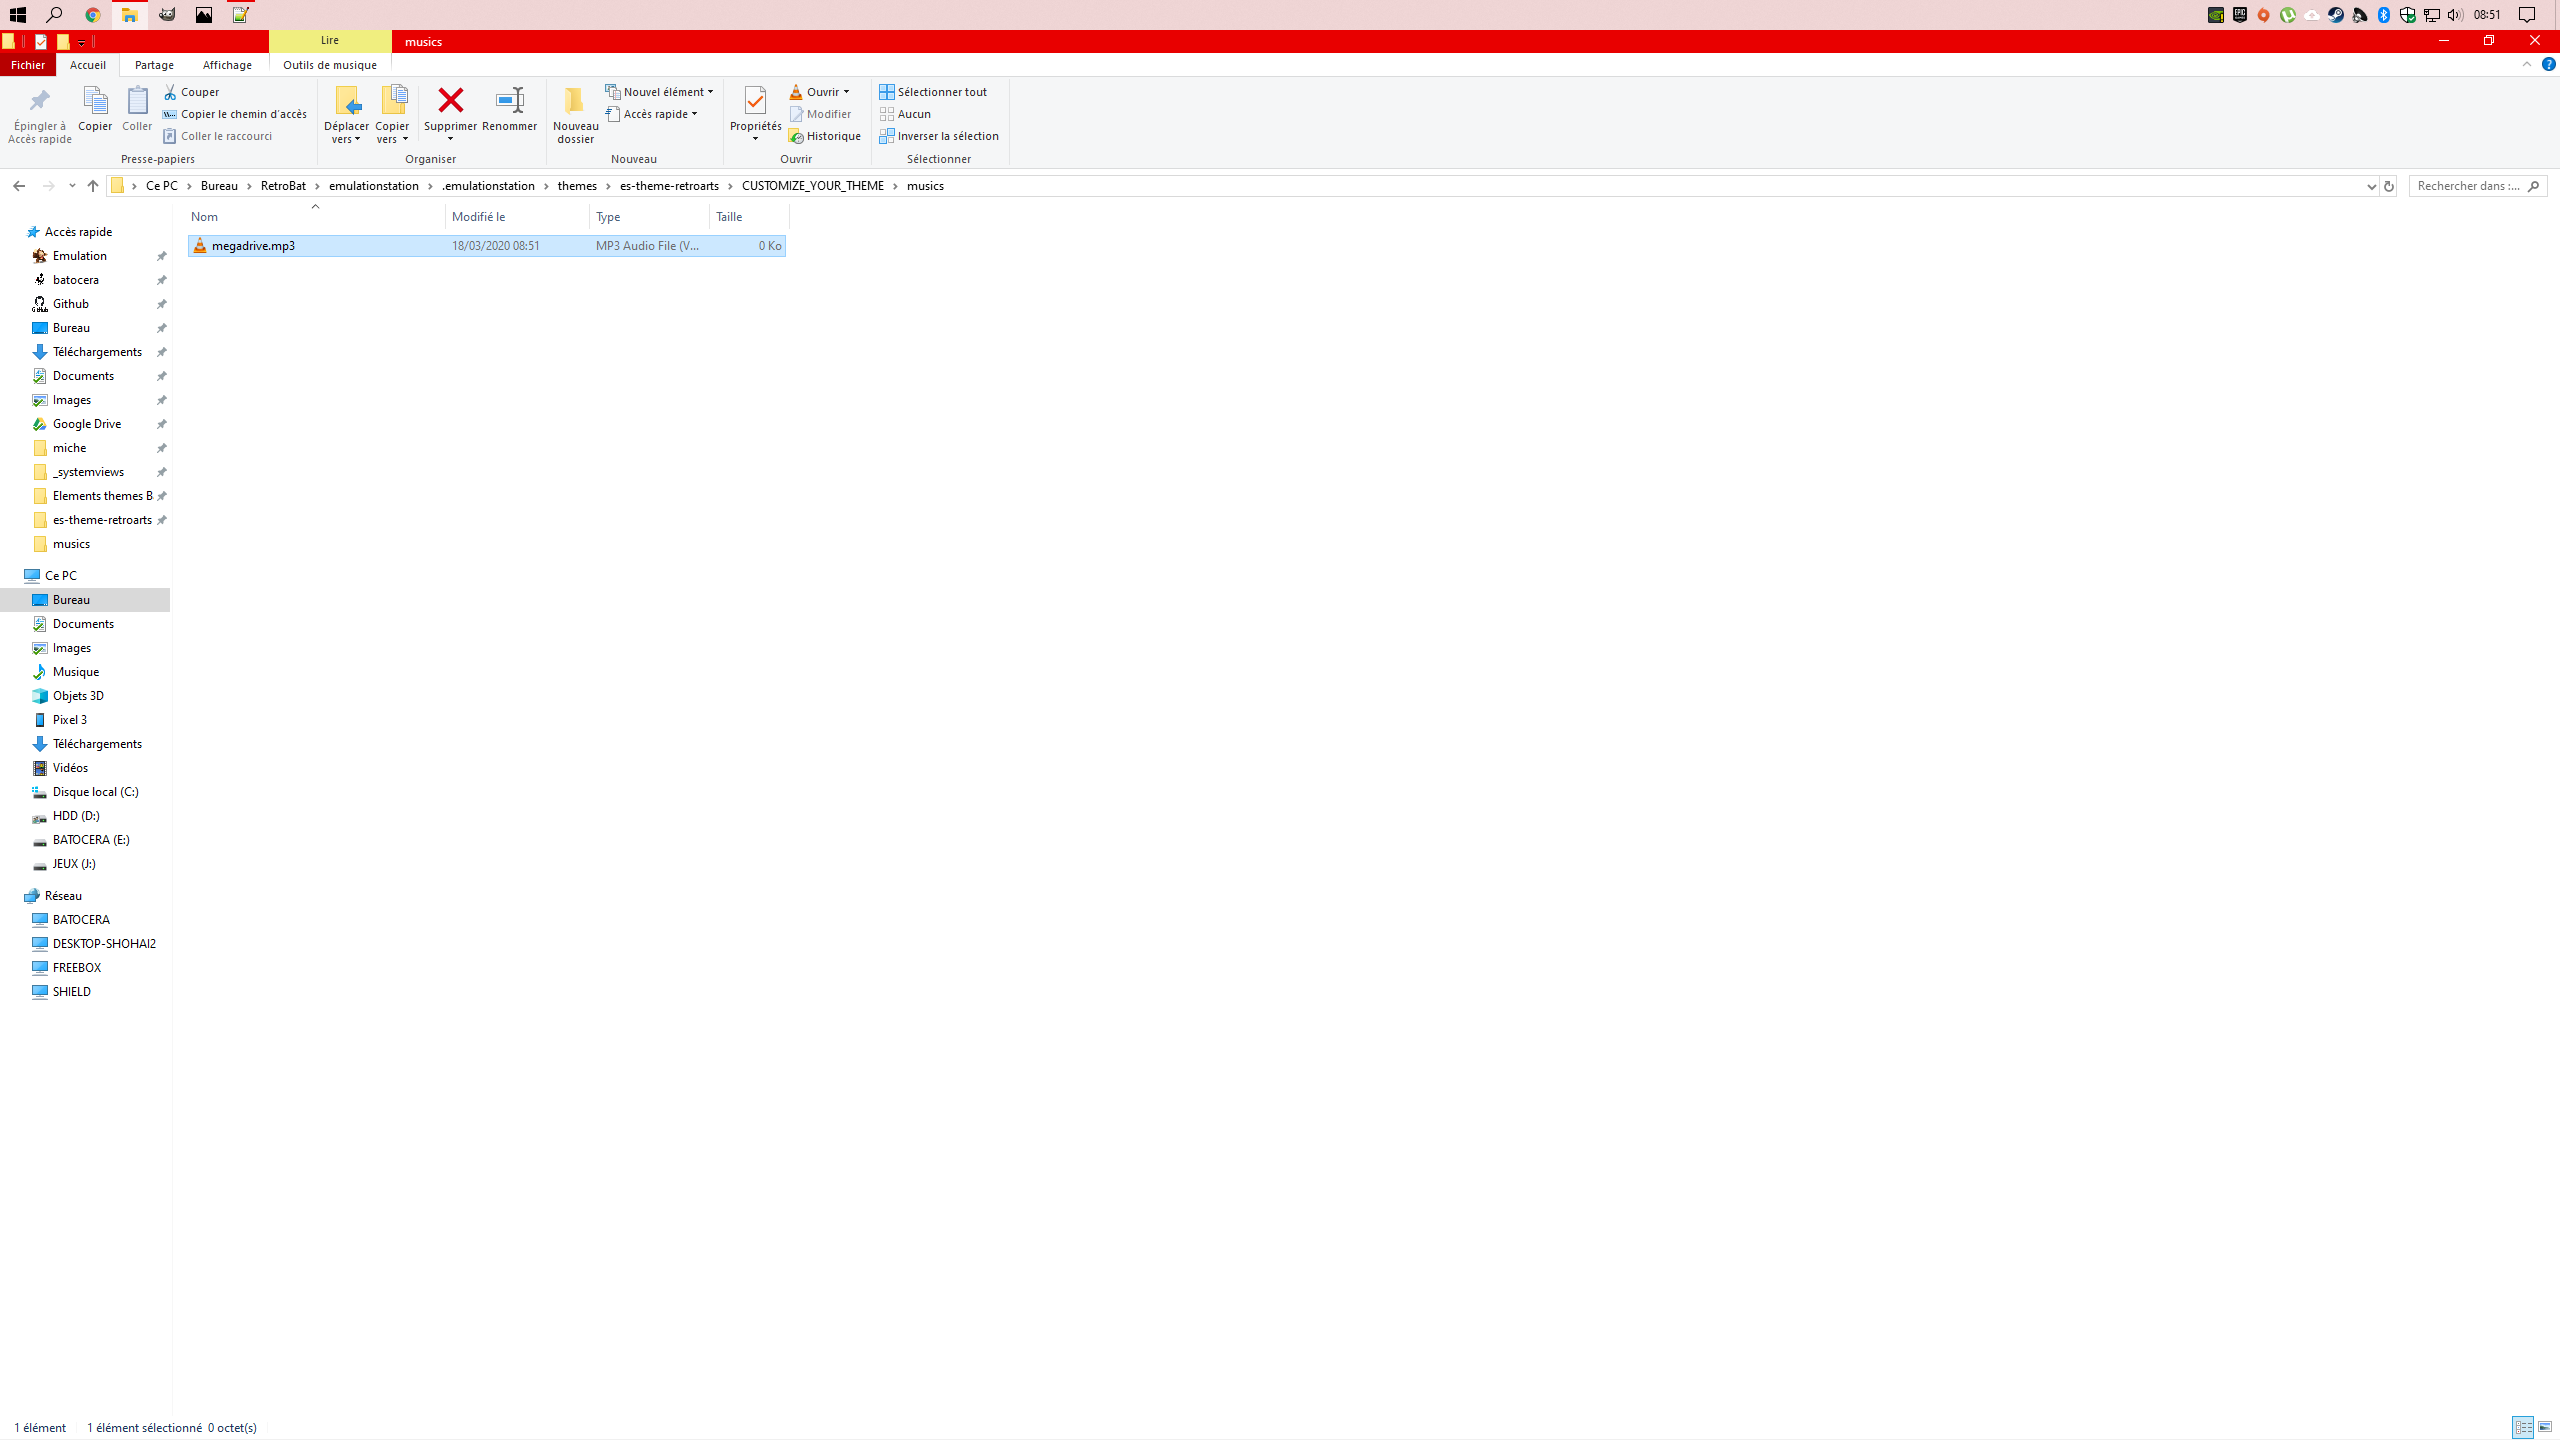 08:51
Lire
musics
Fichier
Accueil
Partage
Affichage
Outils de musique
Épingler à Accès rapide
Copier
Coller
Couper
Copier le chemin d'accès
Coller le raccourci
Presse-papiers
Déplacer vers
Copier vers
Supprimer
Renommer
Organiser
Nouveau dossier
Nouvel élément
Accès rapide
Nouveau
Propriétés
Ouvrir
Modifier
Historique
Ouvrir
Sélectionner tout
Aucun
Inverser la sélection
Sélectionner
Ce PC
Bureau
RetroBat
emulationstation
.emulationstation
themes
es-theme-retroarts
CUSTOMIZE_YOUR_THEME
musics
Rechercher dans :...
Nom
Modifié le
Type
Taille
megadrive.mp3
18/03/2020 08:51
MP3 Audio File (V...
0 Ko
Accès rapide
Emulation
batocera
Github
Bureau
Téléchargements
Documents
Images
Google Drive
miche
_systemviews
Elements themes B
es-theme-retroarts
musics
Ce PC
Bureau
Documents
Images
Musique
Objets 3D
Pixel 3
Téléchargements
Vidéos
Disque local (C:)
HDD (D:)
BATOCERA (E:)
JEUX (J:)
Réseau
BATOCERA
DESKTOP-SHOHAI2
FREEBOX
SHIELD
1 élément
1 élément sélectionné 0 octet(s)